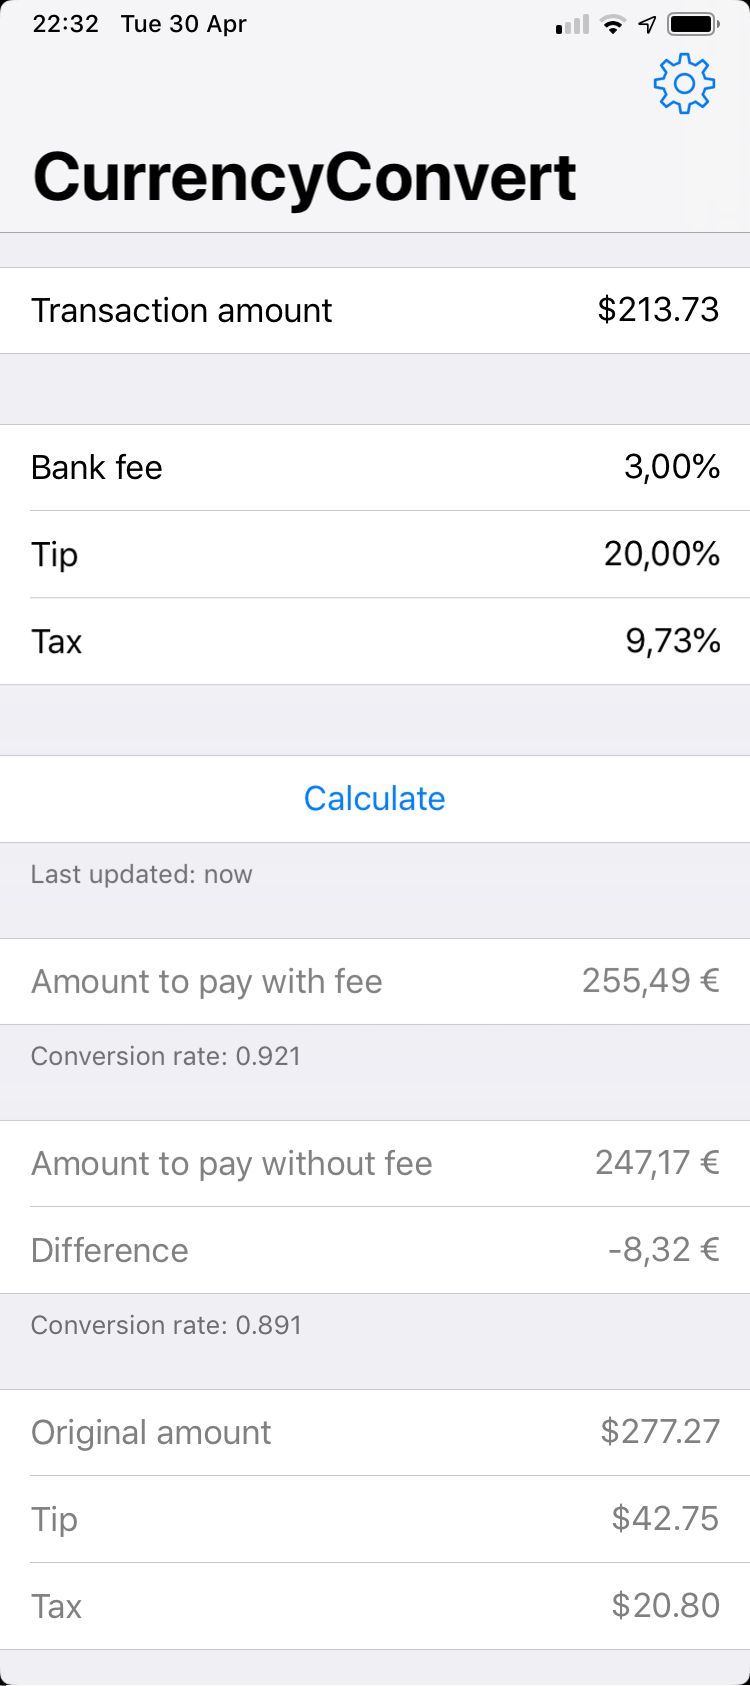 22:32 Tue 30 Apr
CurrencyConvert
Transaction amount $213.73
Bank fee 3,00%
Tip 20,00%
Tax 9,73%
Calculate
Last updated: now
Amount to pay with fee 255,49 €
Conversion rate: 0.921
Amount to pay without fee 247,17 €
Difference -8,32 €
Conversion rate: 0.891
Original amount $277.27
Tip $42.75
Tax $20.80